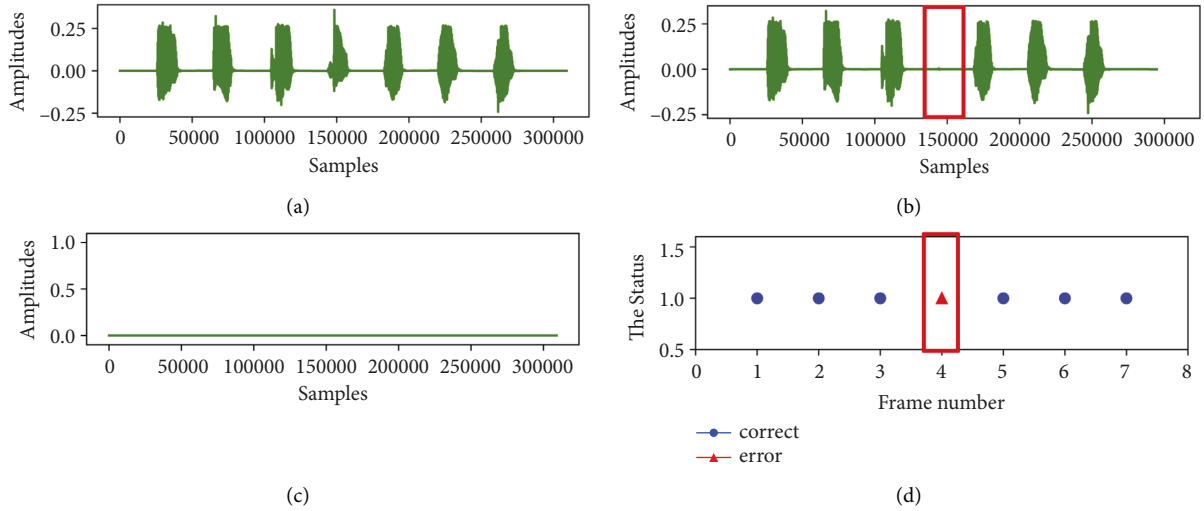 Amplitudes
0.25
0.00
−0.25
0 50000 100000 150000 200000 250000 300000
Samples
(a)
Amplitudes
0.25
0.00
−0.25
0 50000 100000 150000 200000 250000 300000
Samples
(b)
Amplitudes
1.0
0.5
0.0
0 50000 100000 150000 200000 250000 300000
Samples
(c)
The Status
1.5
1.0
0.5
0 1 2 3 4 5 6 7 8
Frame number
correct
error
(d)